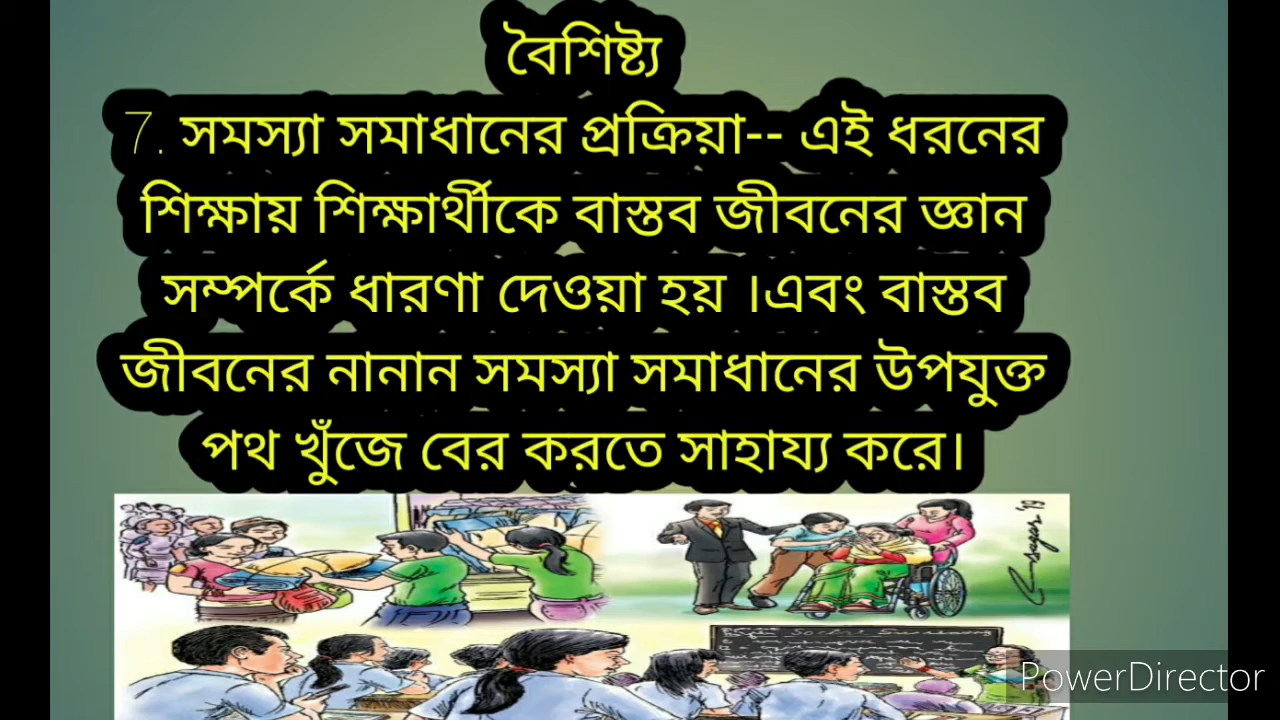 বৈশিষ্ট্য
7. সমস্যা সমাধানের প্রক্রিয়া-- এই ধরনের
শিক্ষায় শিক্ষার্থীকে বাস্তব জীবনের জ্ঞান
সম্পর্কে ধারণা দেওয়া হয় ।এবং বাস্তব
জীবনের নানান সমস্যা সমাধানের উপযুক্ত
পথ খুঁজে বের করতে সাহায্য করে।
PowerDirector